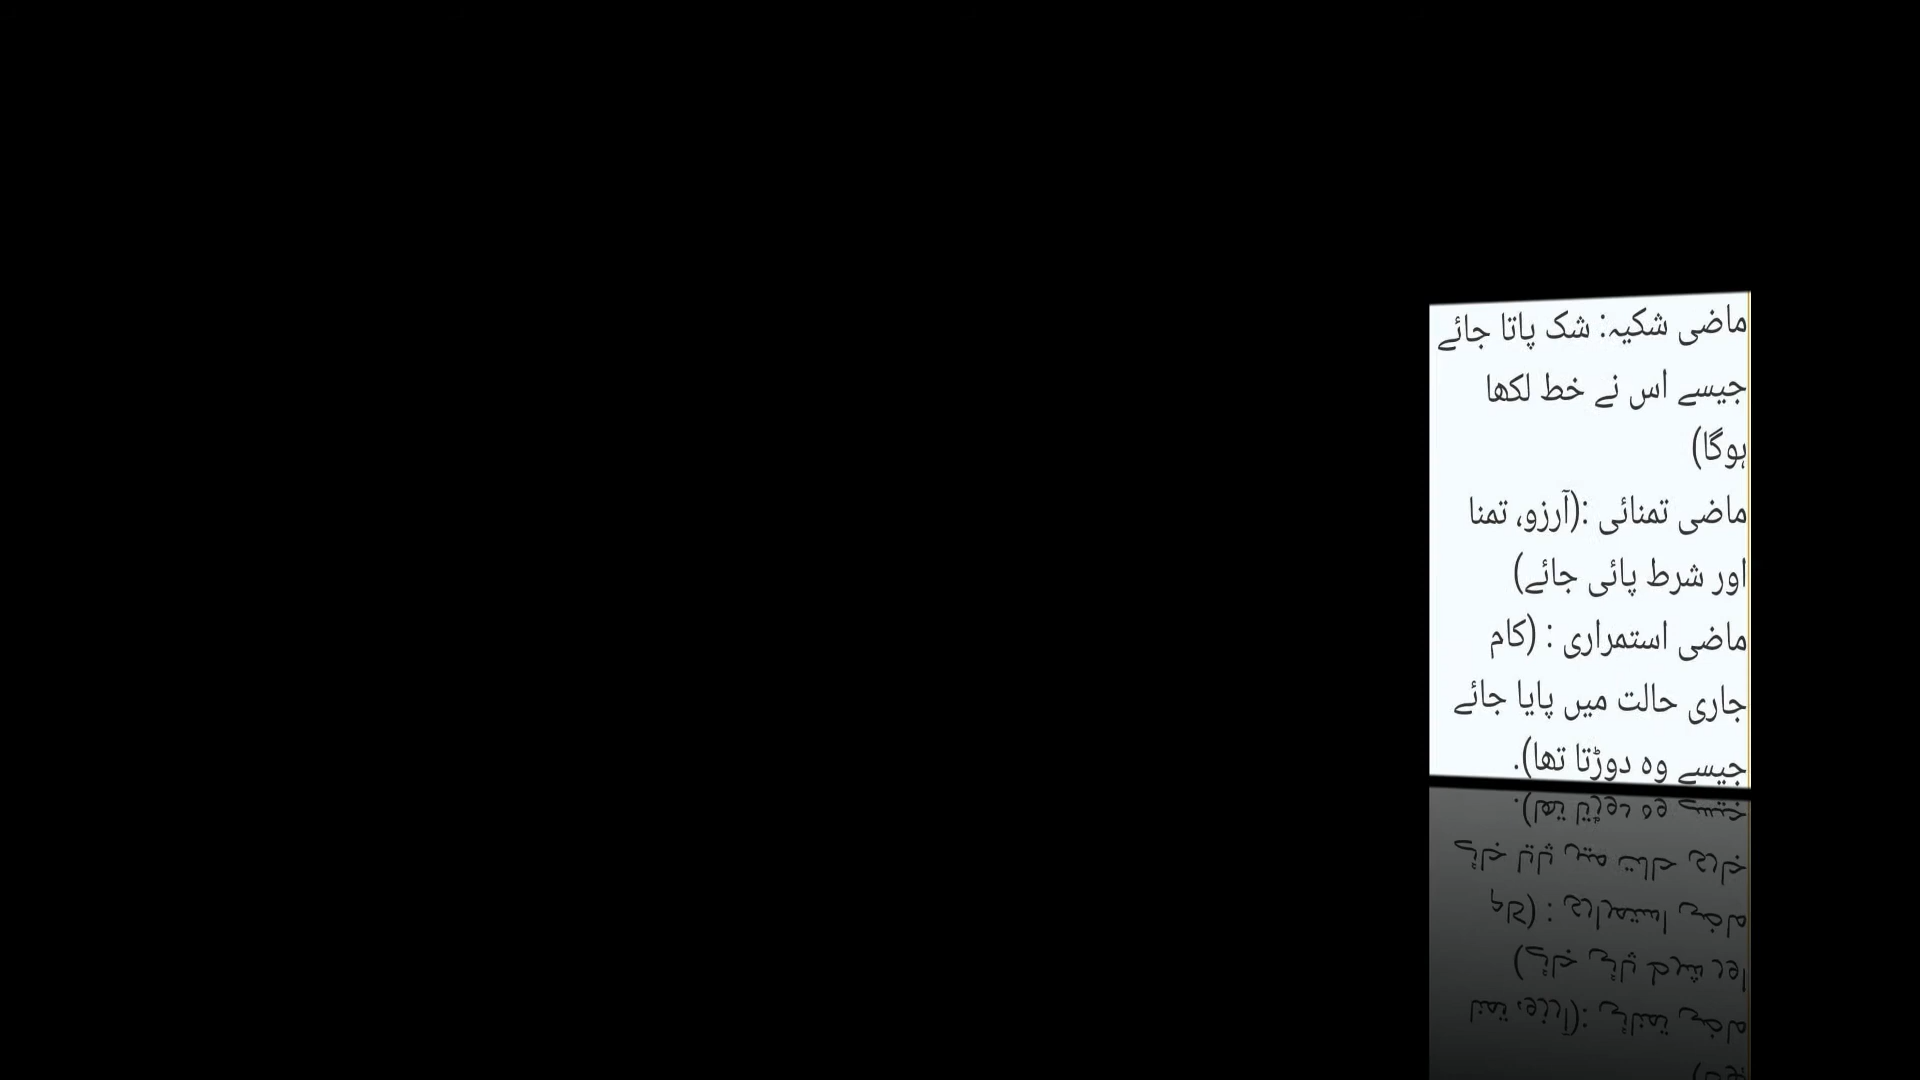 ماضی شکیہ: شک پاتا جائے
جیسے اس نے خط لکھا
ہوگا)
ماضی تمنائی :(آرزو، تمنا
اور شرط پائی جائے)
ماضی استمراری : (کام
جاری حالت میں پایا جائے
جیسے وہ دوڑتا تھا).